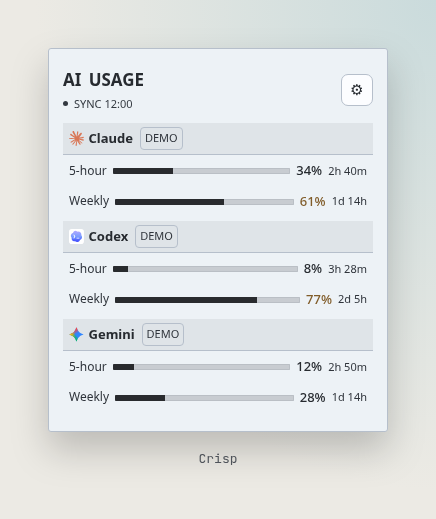 AI USAGE
SYNC 12:00
Claude DEMO
5-hour 34% 2h 40m
Weekly 61% 1d 14h
Codex DEMO
5-hour 8% 3h 28m
Weekly 77% 2d 5h
Gemini DEMO
5-hour 12% 2h 50m
Weekly 28% 1d 14h
Crisp